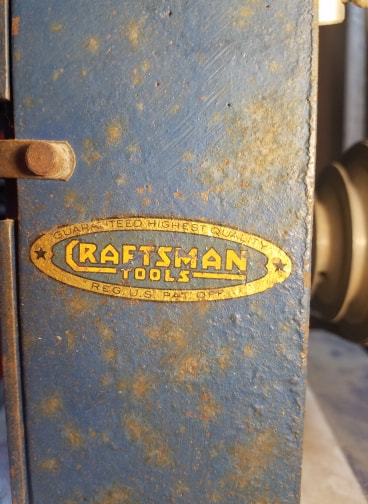 GUARANTEED HIGHEST QUALITY
CRAFTSMAN
TOOLS
REG. U.S. PAT. OFF.